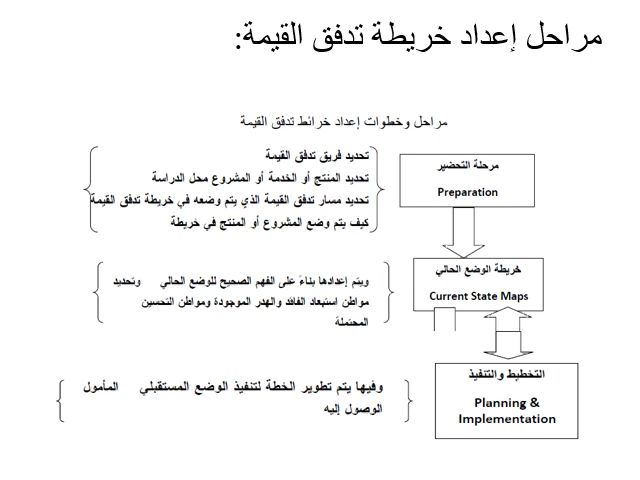 مراحل إعداد خريطة تدفق القيمة:
مراحل وخطوات إعداد خرائط تدفق القيمة
مرحلة التحضير
Preparation
تحديد فريق تدفق القيمة
تحديد المنتج أو الخدمة أو المشروع محل الدراسة
تحديد مسار تدفق القيمة الذي يتم وضعه في خريطة تدفق القيمة
كيف يتم وضع المشروع أو المنتج في خريطة
خريطة الوضع الحالي
Current State Maps
ويتم إعدادها بناءً على الفهم الصحيح للوضع الحالي وتحديد
مواطن استبعاد الفاقد والهدر الموجودة ومواطن التحسين
المحتملة
التخطيط والتنفيذ
Planning &
Implementation
وفيها يتم تطوير الخطة لتنفيذ الوضع المستقبلي المأمول
الوصول إليه